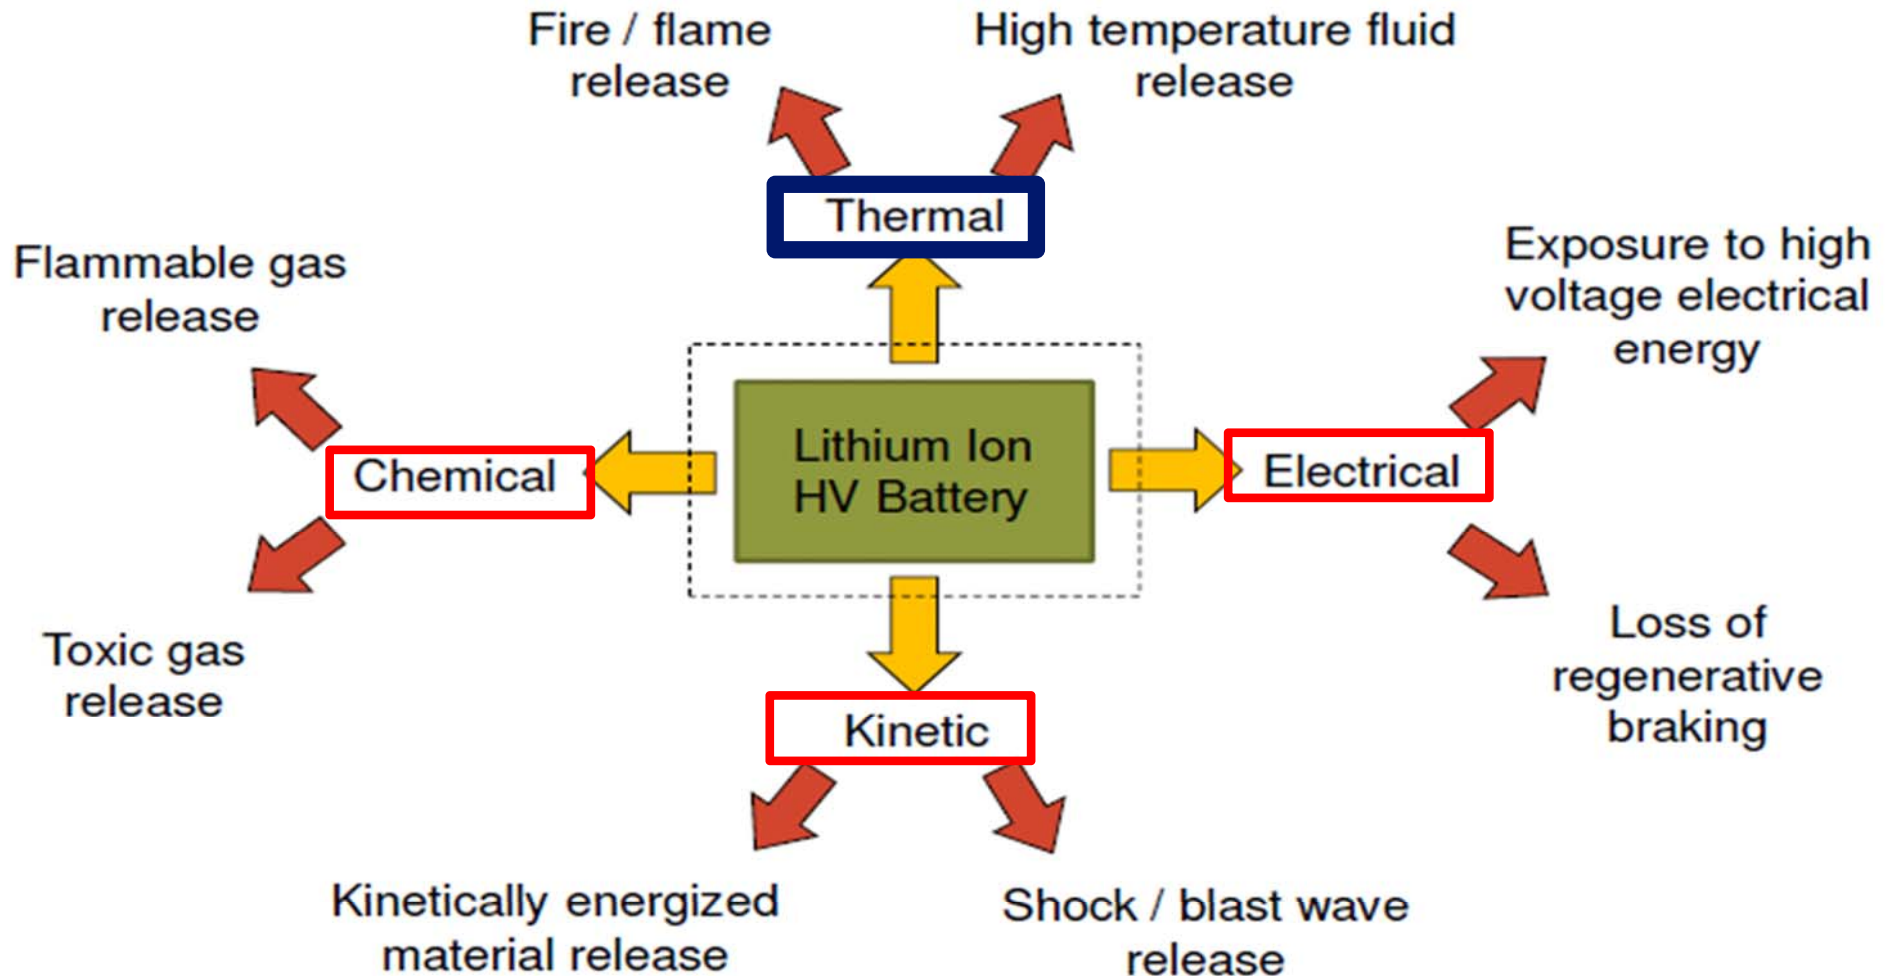 Fire / flame
release
High temperature fluid
release
Thermal
Flammable gas
release
Exposure to high
voltage electrical
energy
Chemical
Lithium Ion
HV Battery
Electrical
Toxic gas
release
Loss of
regenerative
braking
Kinetic
Kinetically energized
material release
Shock / blast wave
release